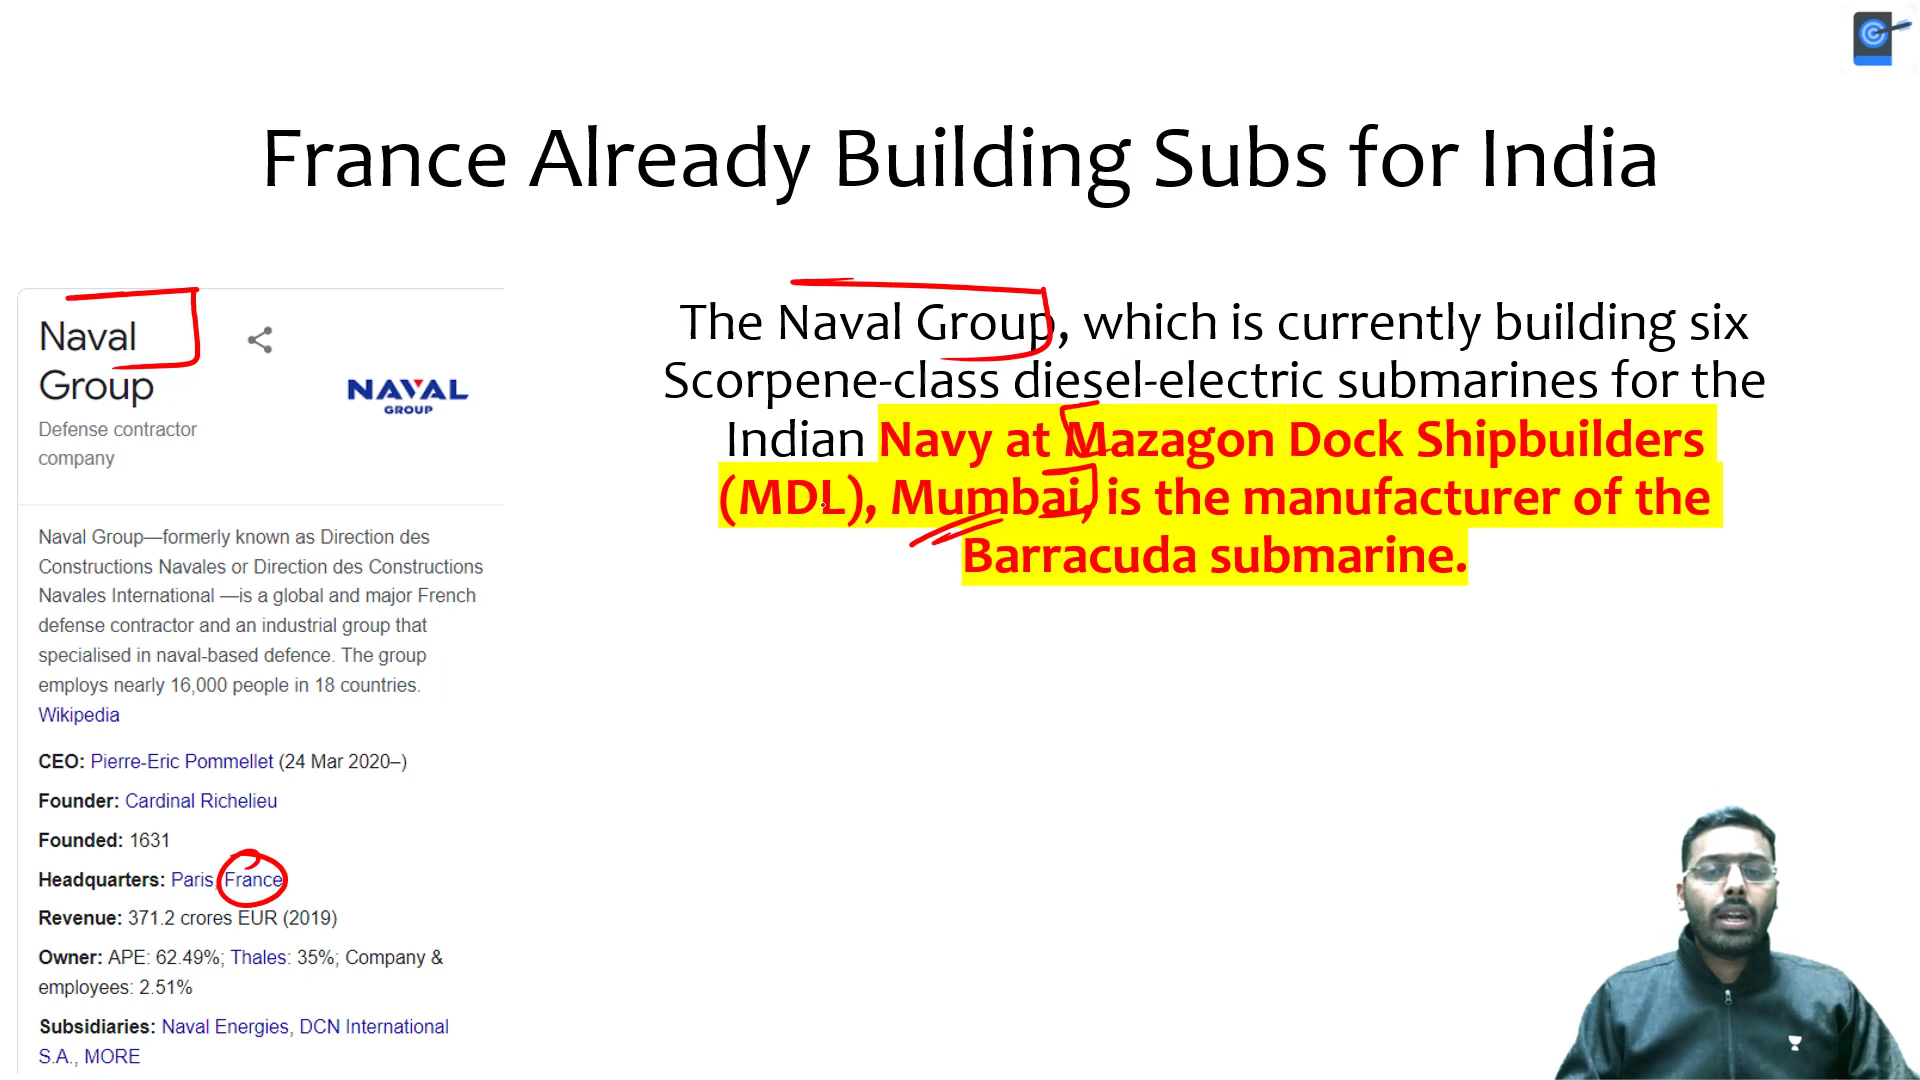 France Already Building Subs for India
Naval
Group
NAVAL
GROUP
Defense contractor
company
Naval Group—formerly known as Direction des
Constructions Navales or Direction des Constructions
Navales International —is a global and major French
defense contractor and an industrial group that
specialised in naval-based defence. The group
employs nearly 16,000 people in 18 countries.
Wikipedia
CEO: Pierre-Eric Pommellet (24 Mar 2020–)
Founder: Cardinal Richelieu
Founded: 1631
Headquarters: Paris, France
Revenue: 371.2 crores EUR (2019)
Owner: APE: 62.49%; Thales: 35%; Company &
employees: 2.51%
Subsidiaries: Naval Energies, DCN International
S.A., MORE
The Naval Group, which is currently building six
Scorpene-class diesel-electric submarines for the
Indian Navy at Mazagon Dock Shipbuilders
(MDL), Mumbai, is the manufacturer of the
Barracuda submarine.